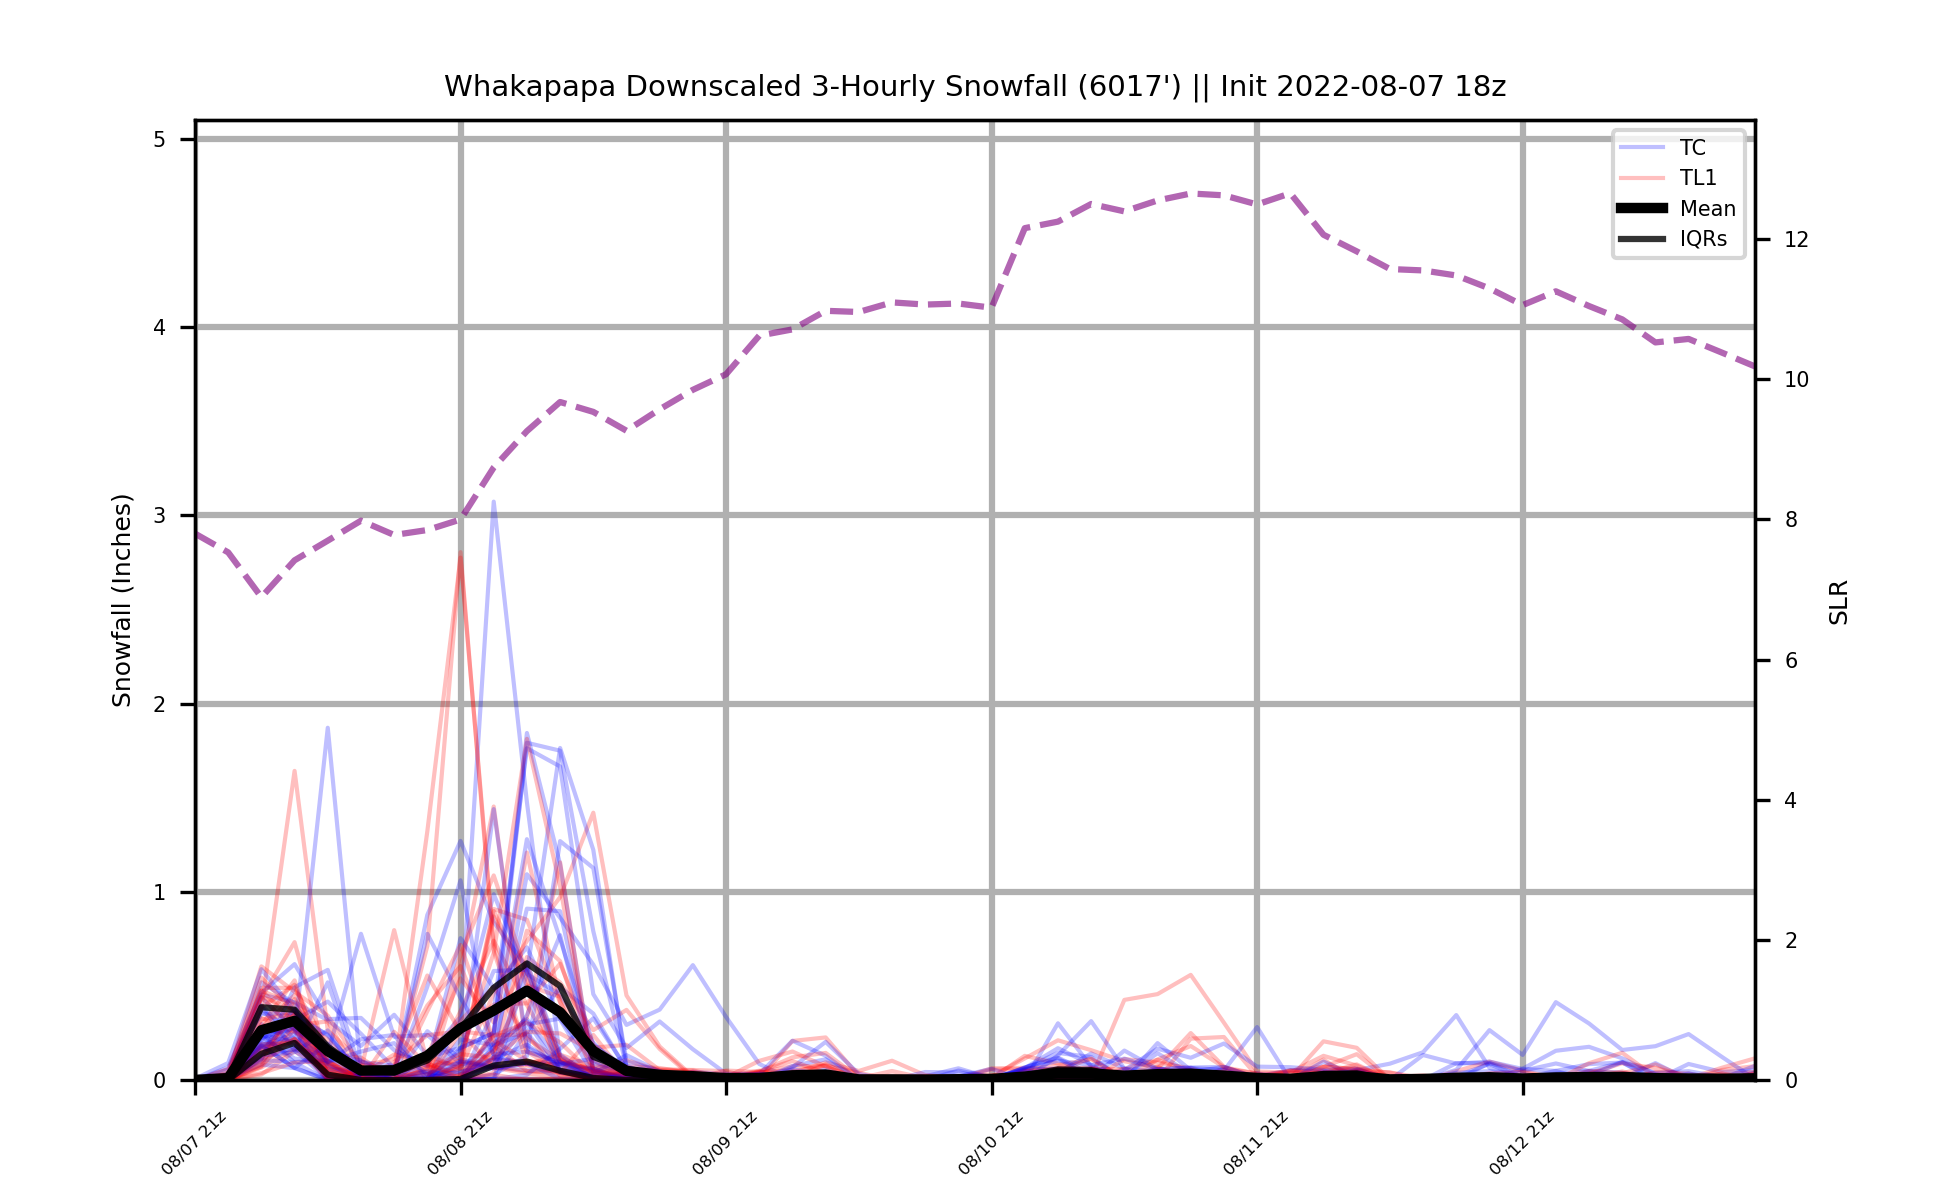 Whakapapa Downscaled 3-Hourly Snowfall (6017') || Init 2022-08-07 18z
TC
TL1
Mean
IQRs
Snowfall (Inches)
5
4
3
2
1
0
SLR
12
10
8
6
4
2
0
08/07 21z
08/08 21z
08/09 21z
08/10 21z
08/11 21z
08/12 21z